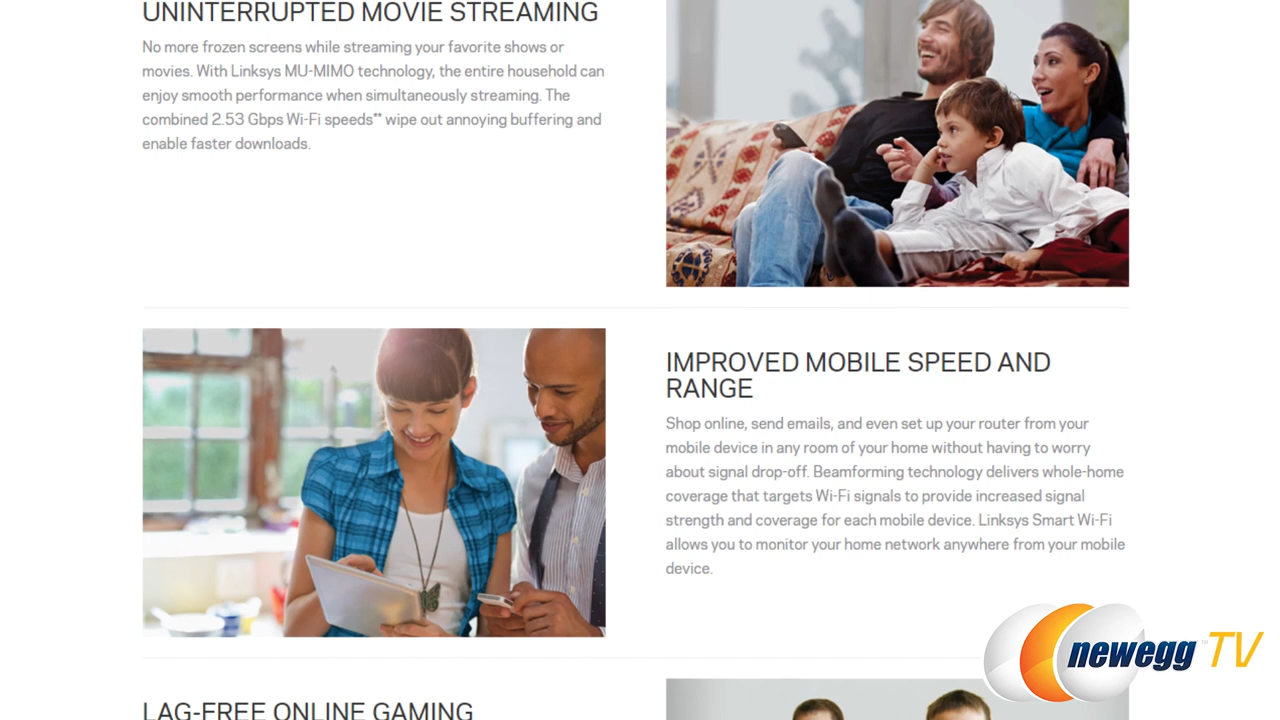 UNINTERRUPTED MOVIE STREAMING
No more frozen screens while streaming your favorite shows or
movies. With Linksys MU-MIMO technology, the entire household can
enjoy smooth performance when simultaneously streaming. The
combined 2.53 Gbps Wi-Fi speeds** wipe out annoying buffering and
enable faster downloads.
IMPROVED MOBILE SPEED AND
RANGE
Shop online, send emails, and even set up your router from your
mobile device in any room of your home without having to worry
about signal drop-off. Beamforming technology delivers whole-home
coverage that targets Wi-Fi signals to provide increased signal
strength and coverage for each mobile device. Linksys Smart Wi-Fi
allows you to monitor your home network anywhere from your mobile
device.
newegg TV
LAG-FREE ONLINE GAMING